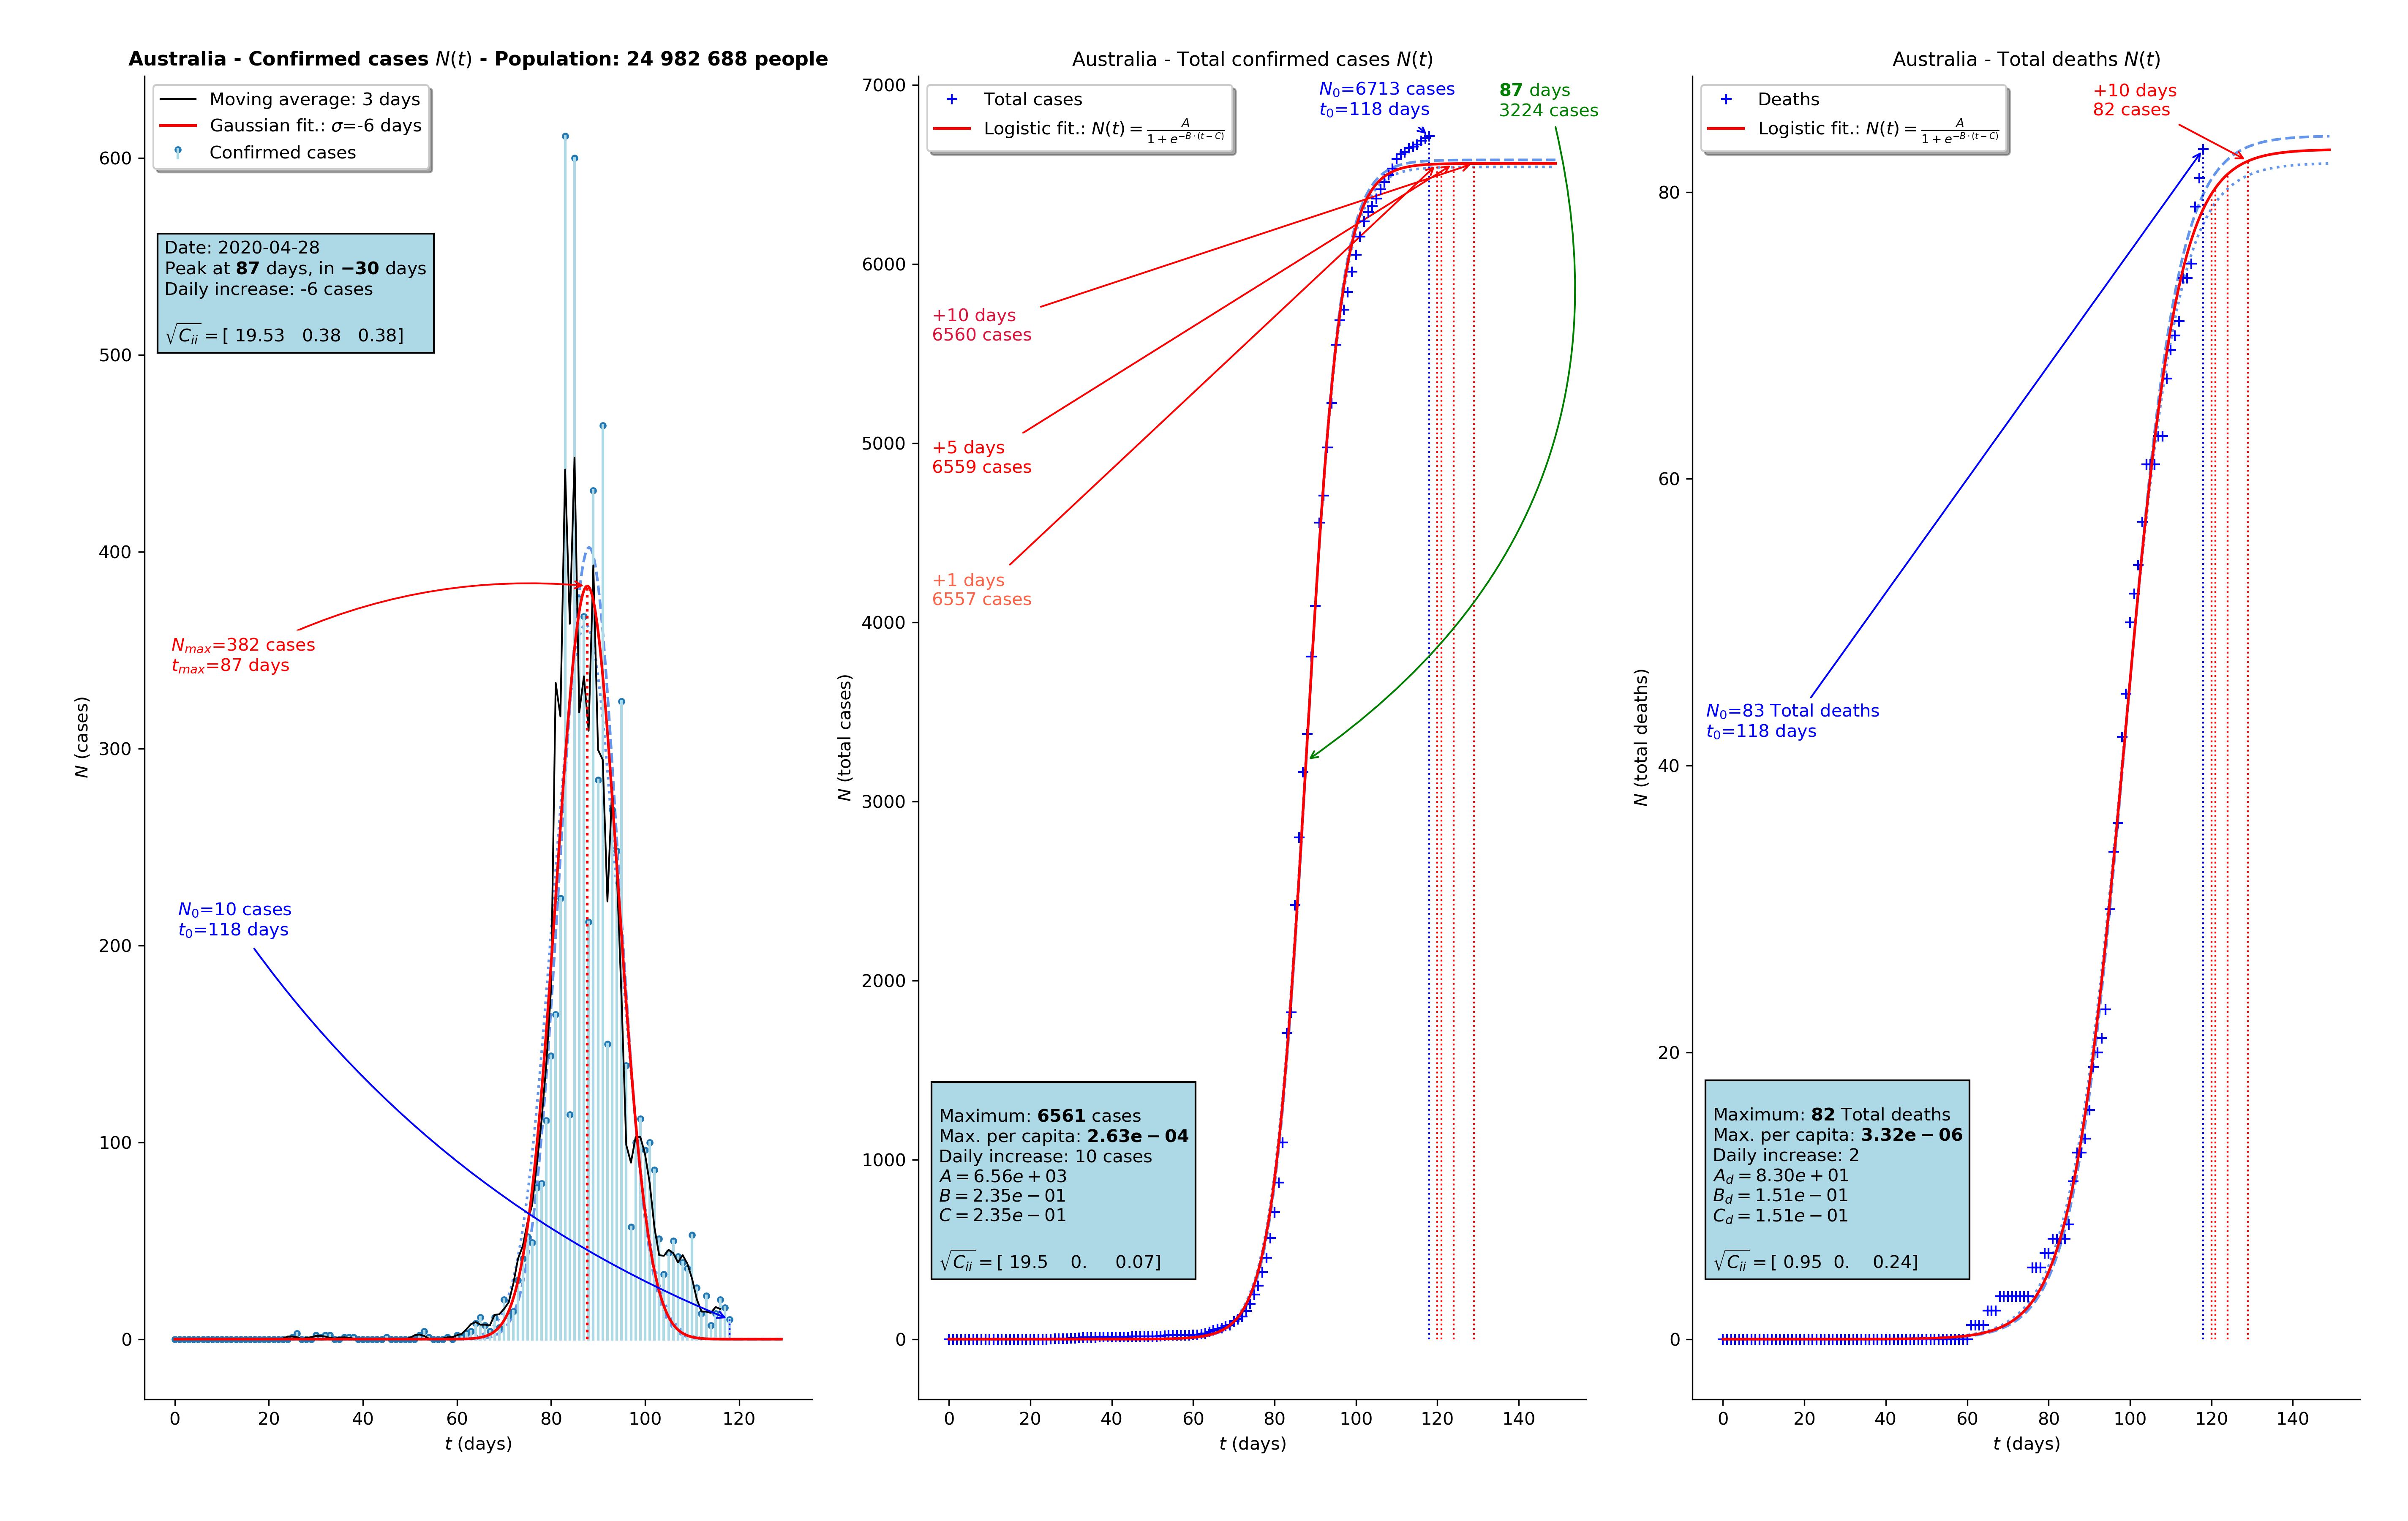 Australia - Confirmed cases N(t) - Population: 24 982 688 people
Moving average: 3 days
Gaussian fit.: σ=-6 days
Confirmed cases
Date: 2020-04-28
Peak at 87 days, in −30 days
Daily increase: -6 cases
√C_ii = [ 19.53 0.38 0.38]
N_max=382 cases
t_max=87 days
N_0=10 cases
t_0=118 days
N (cases)
600
500
400
300
200
100
0
0 20 40 60 80 100 120
t (days)
Australia - Total confirmed cases N(t)
Total cases
Logistic fit.: N(t) = A / (1 + e^{−B·(t−C)})
N_0=6713 cases
t_0=118 days
87 days
3224 cases
+10 days
6560 cases
+5 days
6559 cases
+1 days
6557 cases
Maximum: 6561 cases
Max. per capita: 2.63e − 04
Daily increase: 10 cases
A = 6.56e + 03
B = 2.35e − 01
C = 2.35e − 01
√C_ii = [ 19.5 0. 0.07]
N (total cases)
7000
6000
5000
4000
3000
2000
1000
0
0 20 40 60 80 100 120 140
t (days)
Australia - Total deaths N(t)
Deaths
Logistic fit.: N(t) = A / (1 + e^{−B·(t−C)})
+10 days
82 cases
N_0=83 Total deaths
t_0=118 days
Maximum: 82 Total deaths
Max. per capita: 3.32e − 06
Daily increase: 2
A_d = 8.30e + 01
B_d = 1.51e − 01
C_d = 1.51e − 01
√C_ii = [ 0.95 0. 0.24]
N (total deaths)
80
60
40
20
0
0 20 40 60 80 100 120 140
t (days)